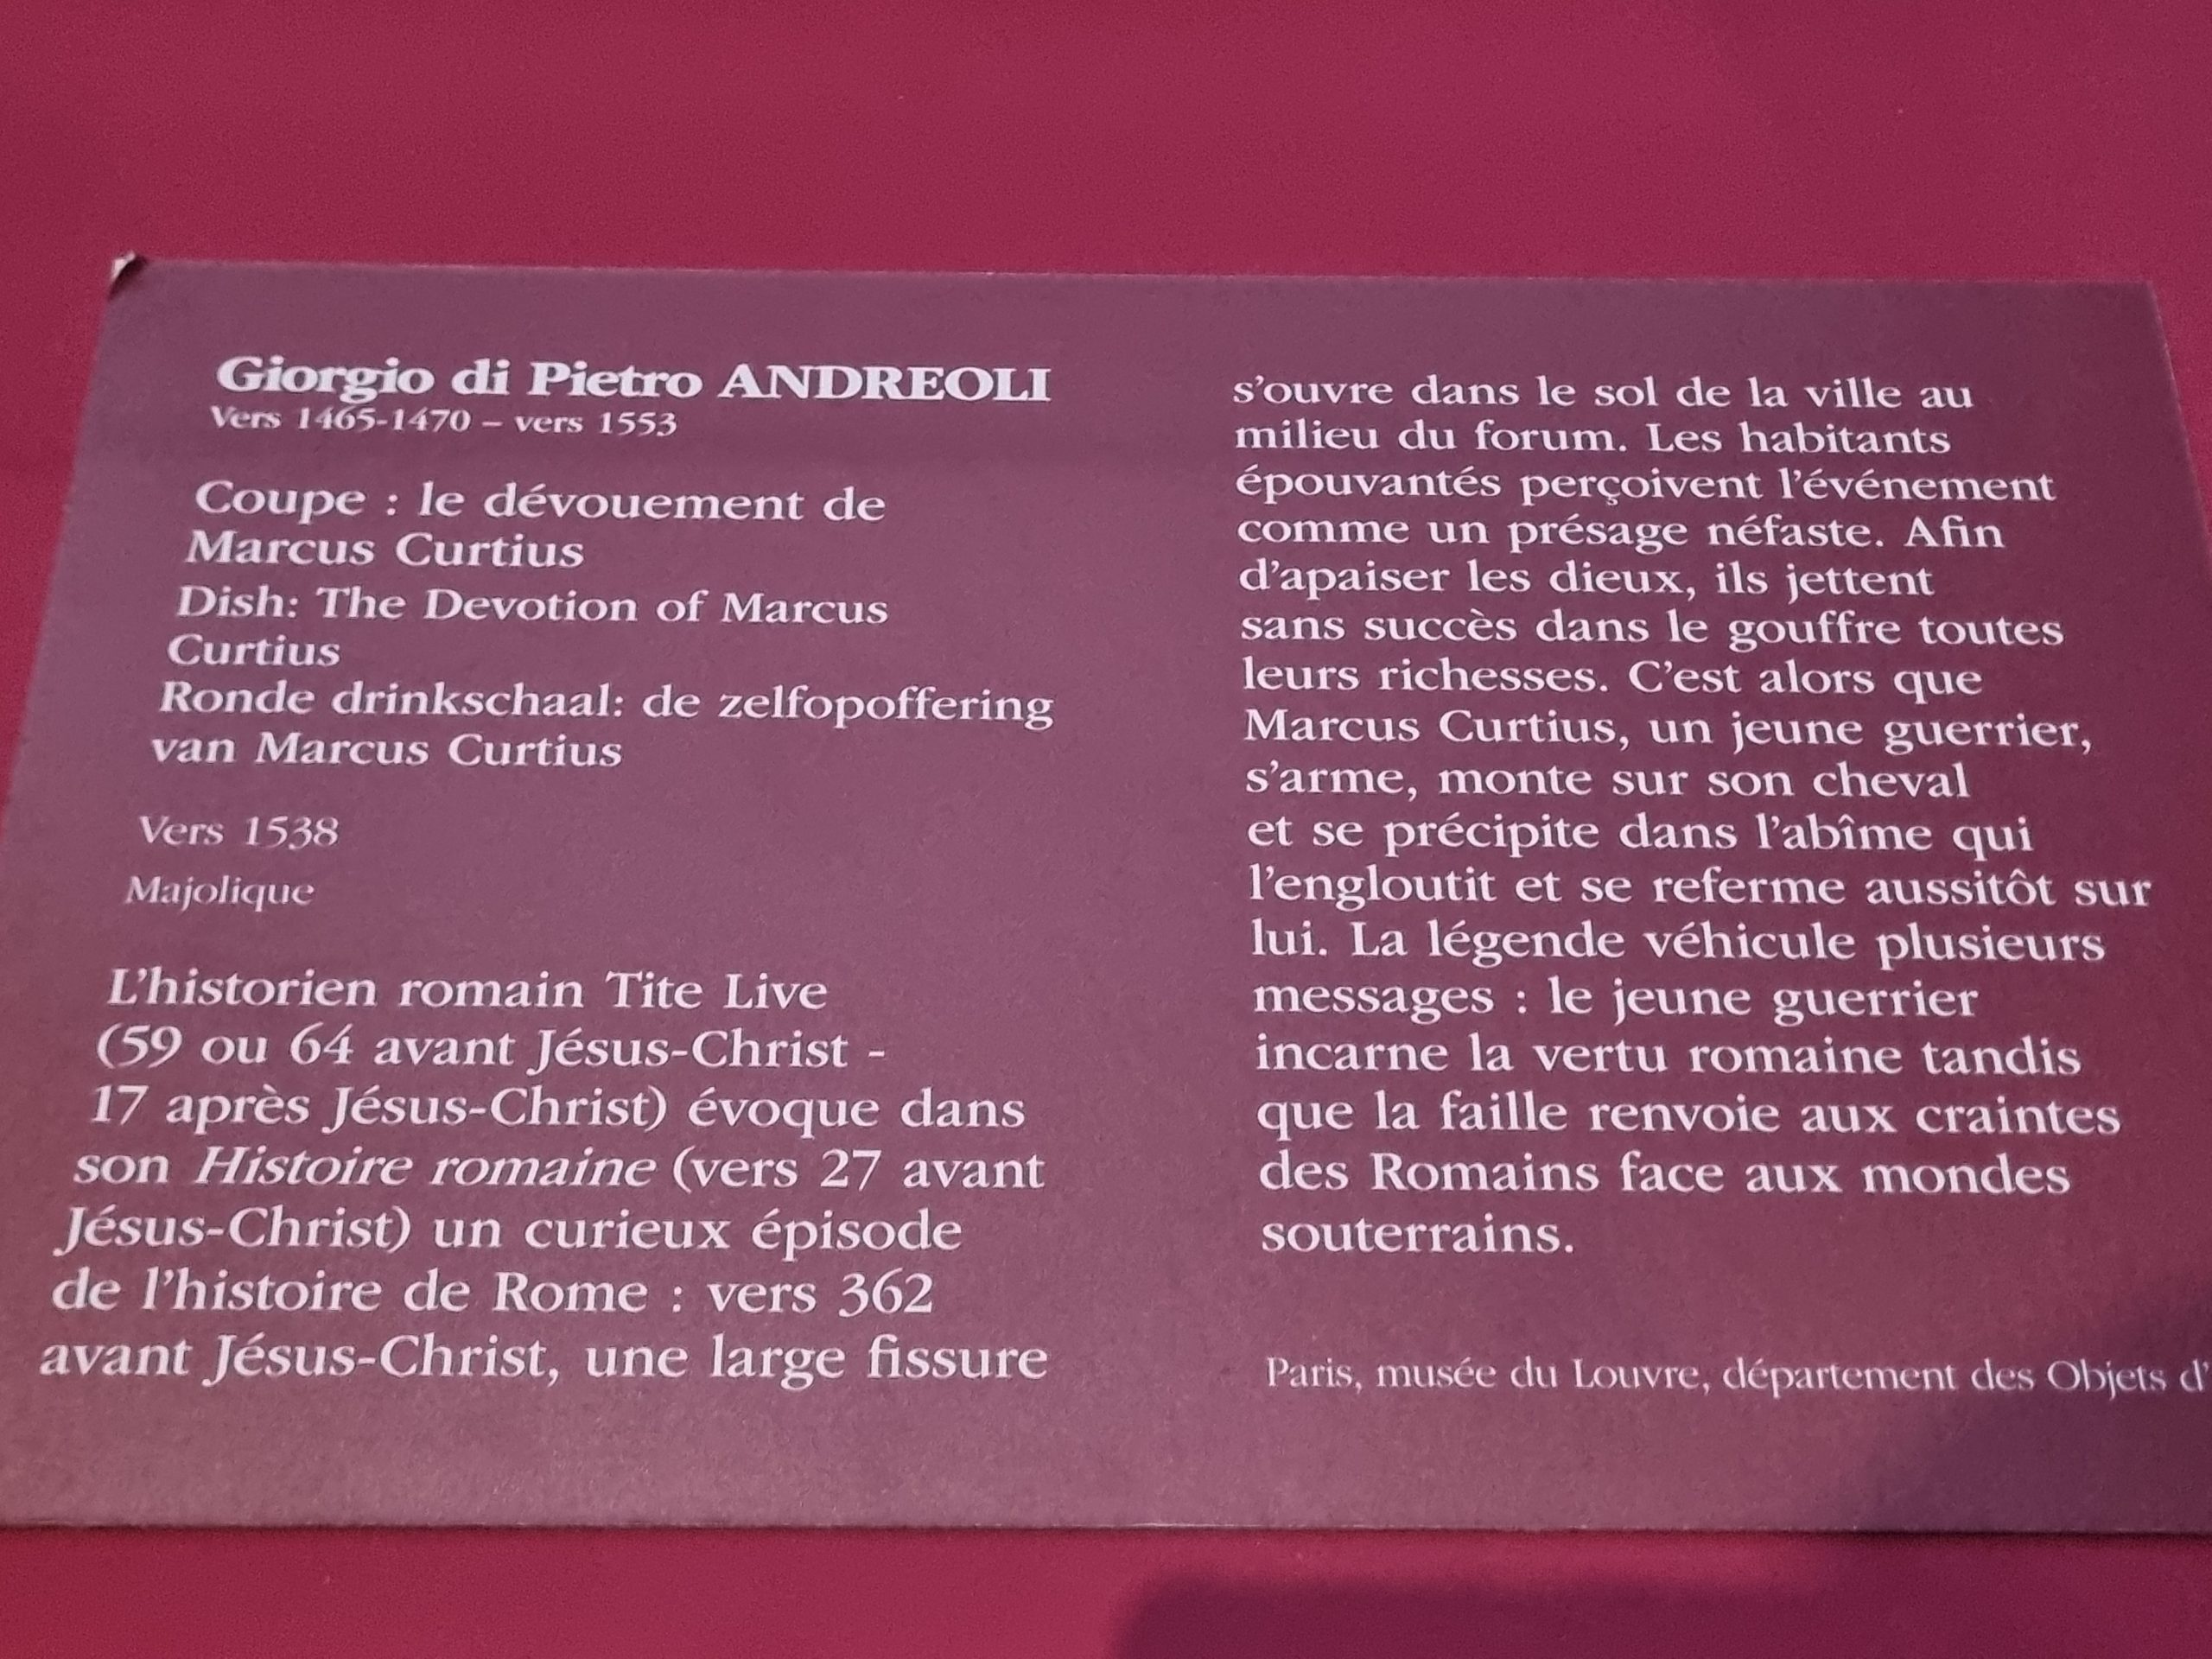 Giorgio di Pietro ANDREOLI
Vers 1465-1470 – vers 1553
Coupe : le dévouement de
Marcus Curtius
Dish: The Devotion of Marcus
Curtius
Ronde drinkschaal: de zelfopoffering
van Marcus Curtius
Vers 1538
Majolique
L'historien romain Tite Live
(59 ou 64 avant Jésus-Christ -
17 après Jésus-Christ) évoque dans
son Histoire romaine (vers 27 avant
Jésus-Christ) un curieux épisode
de l'histoire de Rome : vers 362
avant Jésus-Christ, une large fissure
s'ouvre dans le sol de la ville au
milieu du forum. Les habitants
épouvantés perçoivent l'événement
comme un présage néfaste. Afin
d'apaiser les dieux, ils jettent
sans succès dans le gouffre toutes
leurs richesses. C'est alors que
Marcus Curtius, un jeune guerrier,
s'arme, monte sur son cheval
et se précipite dans l'abîme qui
l'engloutit et se referme aussitôt sur
lui. La légende véhicule plusieurs
messages : le jeune guerrier
incarne la vertu romaine tandis
que la faille renvoie aux craintes
des Romains face aux mondes
souterrains.
Paris, musée du Louvre, département des Objets d'